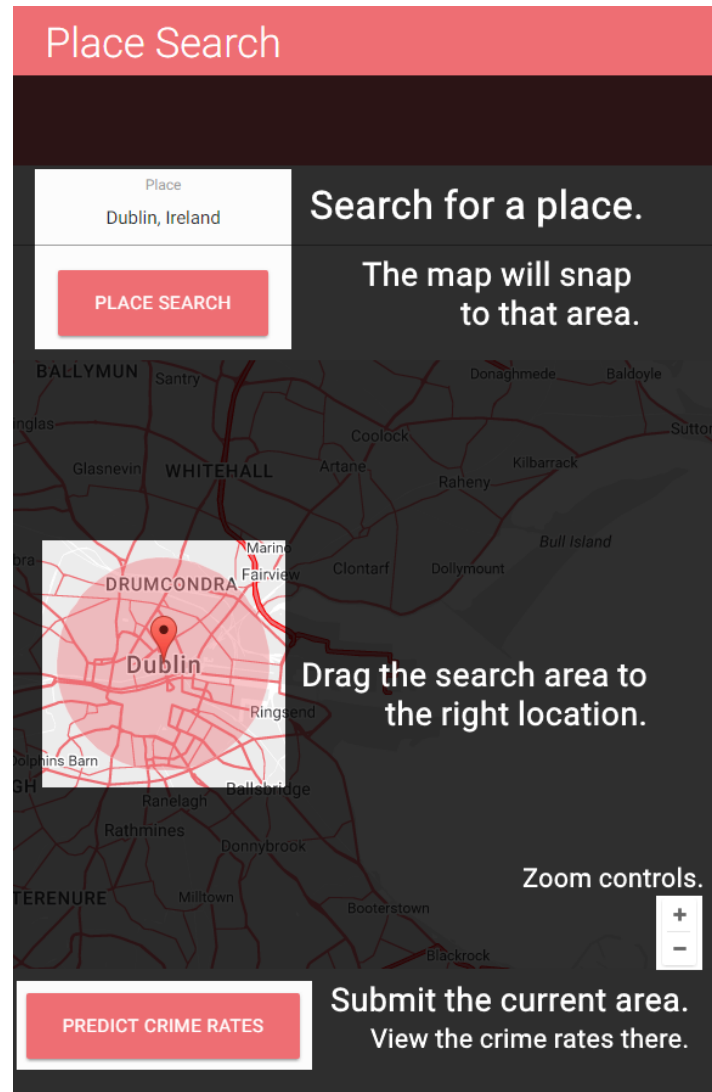 Place Search
Place
Dublin, Ireland
Search for a place.
PLACE SEARCH
The map will snap
to that area.
BALLYMUN
Santry
Donaghmede
Baldoyle
inglas
Coolock
Sutton
Glasnevin
WHITEHALL
Artane
Kilbarrack
Raheny
Bull Island
bra
Marino
DRUMCONDRA
Fairview
Clontarf
Dollymount
Dublin
Drag the search area to
the right location.
Ringsend
Dolphins Barn
GH
Ballsbridge
Ranelagh
Rathmines
Donnybrook
Zoom controls.
TERENURE
Milltown
Booterstown
+
Blackrock
−
PREDICT CRIME RATES
Submit the current area.
View the crime rates there.